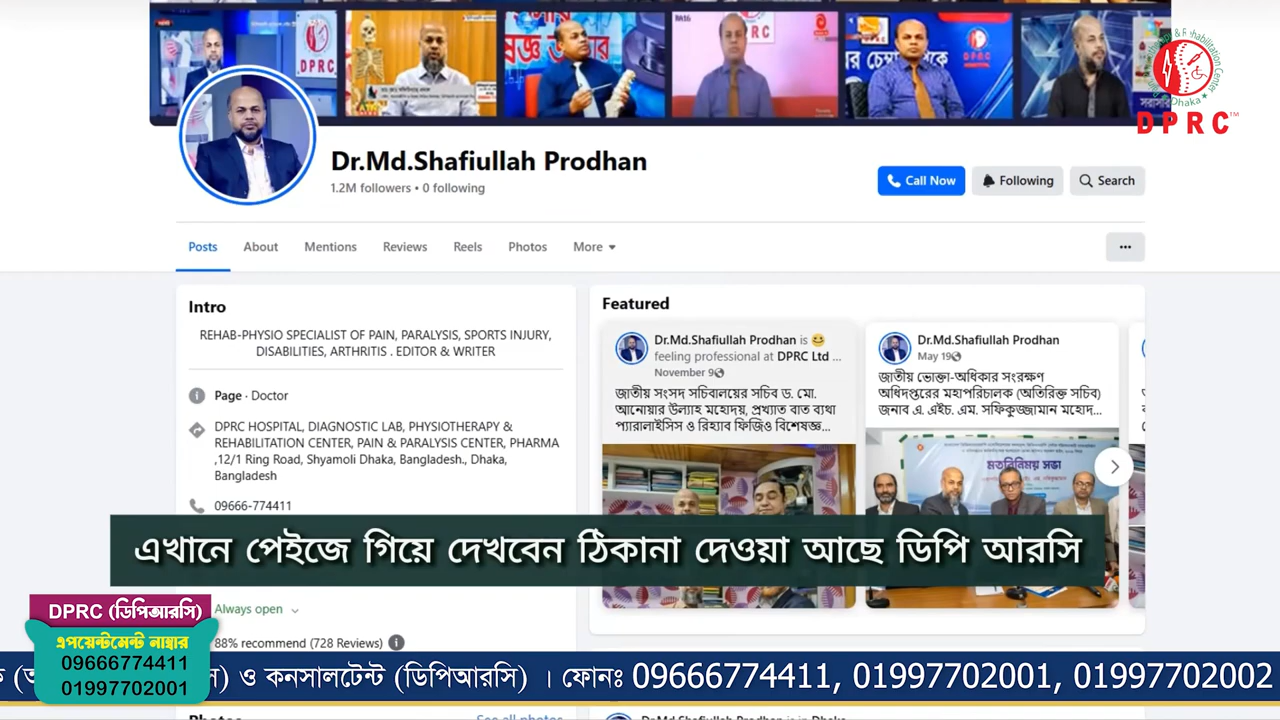 DPRC
Dr.Md.Shafiullah Prodhan
1.2M followers • 0 following
Call Now
Following
Search
Posts
About
Mentions
Reviews
Reels
Photos
More
Intro
REHAB-PHYSIO SPECIALIST OF PAIN, PARALYSIS, SPORTS INJURY,
DISABILITIES, ARTHRITIS . EDITOR & WRITER
Page · Doctor
DPRC HOSPITAL, DIAGNOSTIC LAB, PHYSIOTHERAPY &
REHABILITATION CENTER, PAIN & PARALYSIS CENTER, PHARMA
,12/1 Ring Road, Shyamoli Dhaka, Bangladesh., Dhaka,
Bangladesh
09666-774411
Always open
88% recommend (728 Reviews)
Featured
Dr.Md.Shafiullah Prodhan is 😆
feeling professional at DPRC Ltd ...
November 9
জাতীয় সংসদ সচিবালয়ের সচিব ড. মো.
আনোয়ার উল্যাহ মহোদয়, প্রখ্যাত বাত ব্যথা
প্যারালাইসিস ও রিহ্যাব ফিজিও বিশেষজ্ঞ...
Dr.Md.Shafiullah Prodhan
May 19
জাতীয় ভোক্তা-অধিকার সংরক্ষণ
অধিদপ্তরের মহাপরিচালক (অতিরিক্ত সচিব)
জনাব এ. এইচ. এম. সফিকুজ্জামান মহোদ...
মতবিনিময় সভা
এখানে পেইজে গিয়ে দেখবেন ঠিকানা দেওয়া আছে ডিপি আরসি
DPRC (ডিপিআরসি)
এপয়েন্টমেন্ট নাম্বার
09666774411
01997702001
ও কনসালটেন্ট (ডিপিআরসি) । ফোনঃ 09666774411, 01997702001, 01997702002